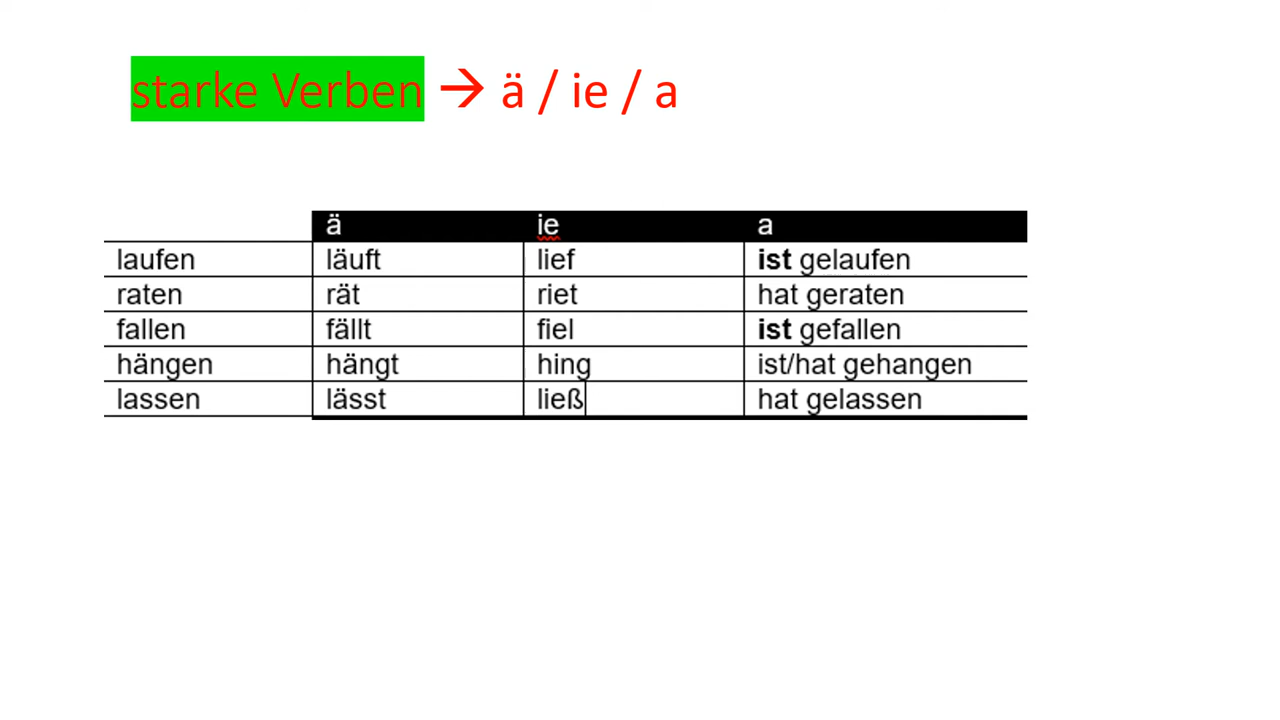 starke Verben → ä / ie / a
ä ie a
laufen läuft lief ist gelaufen
raten rät riet hat geraten
fallen fällt fiel ist gefallen
hängen hängt hing ist/hat gehangen
lassen lässt ließ hat gelassen